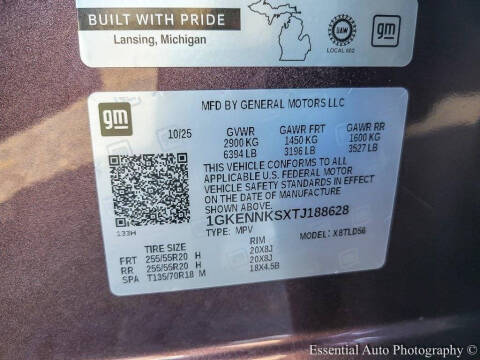 BUILT WITH PRIDE
Lansing, Michigan
UAW
LOCAL 602
gm
gm
MFD BY GENERAL MOTORS LLC
10/25 GVWR GAWR FRT GAWR RR
2900 KG 1450 KG 1600 KG
6394 LB 3196 LB 3527 LB
THIS VEHICLE CONFORMS TO ALL
APPLICABLE U.S. FEDERAL MOTOR
VEHICLE SAFETY STANDARDS IN EFFECT
ON THE DATE OF MANUFACTURE
SHOWN ABOVE.
1GKENNKSXTJ188628
133H
TYPE: MPV MODEL: X8TLD56
TIRE SIZE RIM
FRT 255/55R20 H 20X8J
RR 255/55R20 H 20X8J
SPA T135/70R18 M 18X4.5B
Essential Auto Photography ©